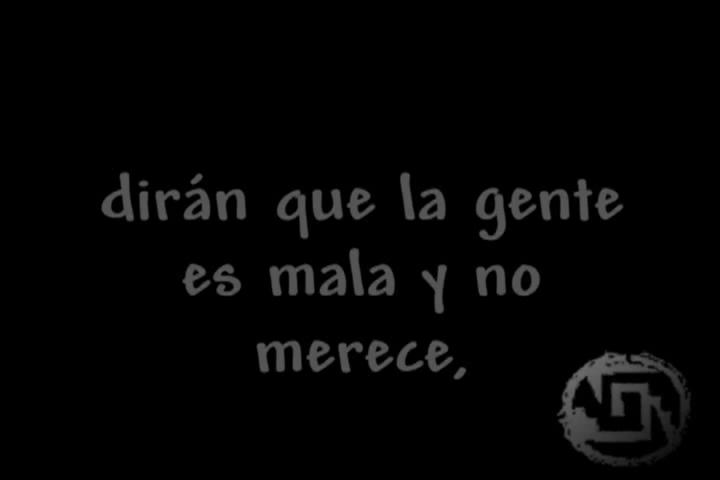 dirán que la gente
es mala y no
merece,